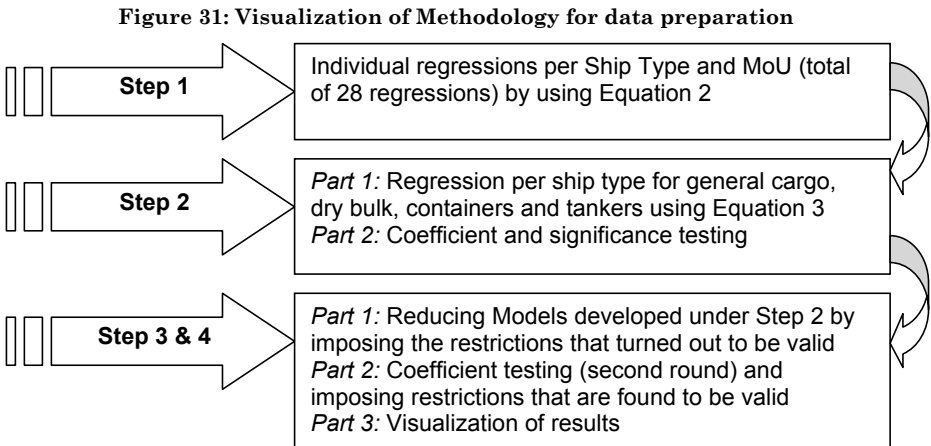 Figure 31: Visualization of Methodology for data preparation
Step 1
Individual regressions per Ship Type and MoU (total
of 28 regressions) by using Equation 2
Step 2
Part 1: Regression per ship type for general cargo,
dry bulk, containers and tankers using Equation 3
Part 2: Coefficient and significance testing
Step 3 & 4
Part 1: Reducing Models developed under Step 2 by
imposing the restrictions that turned out to be valid
Part 2: Coefficient testing (second round) and
imposing restrictions that are found to be valid
Part 3: Visualization of results